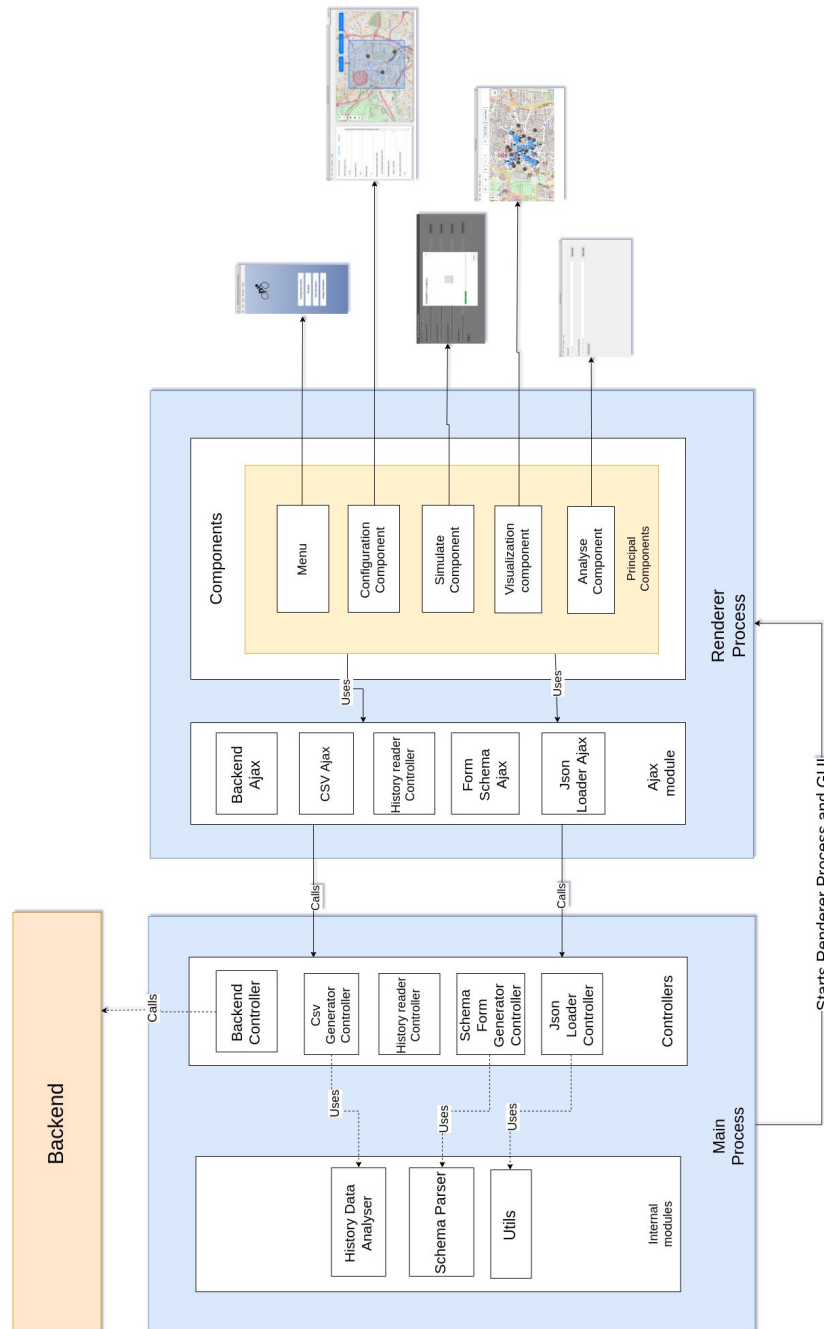 Backend
Calls
Backend
Controller
Csv
Generator
Controller
History reader
Controller
Schema
Form
Generator
Controller
Json
Loader
Controller
Controllers
Uses
Uses
Uses
History Data
Analyser
Schema Parser
Utils
Internal
modules
Main
Process
Calls
Calls
Starts Renderer Process and GUI
Backend
Ajax
CSV Ajax
History reader
Controller
Form
Schema
Ajax
Json
Loader Ajax
Ajax
module
Uses
Uses
Components
Menu
Configuration
Component
Simulate
Component
Visualization
component
Analyse
Component
Principal
Components
Renderer
Process